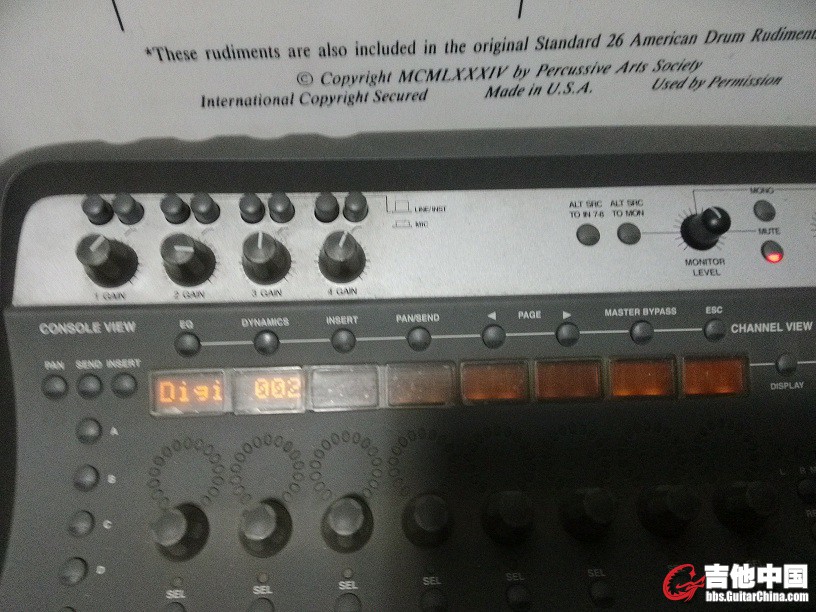 *These rudiments are also included in the original Standard 26 American Drum Rudiments
© Copyright MCMLXXXIV by Percussive Arts Society
International Copyright Secured Made in U.S.A. Used by Permission
MONO
ALT SRC TO IN 7-8
ALT SRC TO MON
LINE/INST
MIC
MUTE
MONITOR LEVEL
1 GAIN 2 GAIN 3 GAIN 4 GAIN
CONSOLE VIEW EQ DYNAMICS INSERT PAN/SEND ◀ PAGE ▶ MASTER BYPASS ESC CHANNEL VIEW
PAN SEND INSERT
Digi 002
DISPLAY
A
B
C
D
SEL SEL SEL SEL SEL SEL
吉他中国
bbs.GuitarChina.com